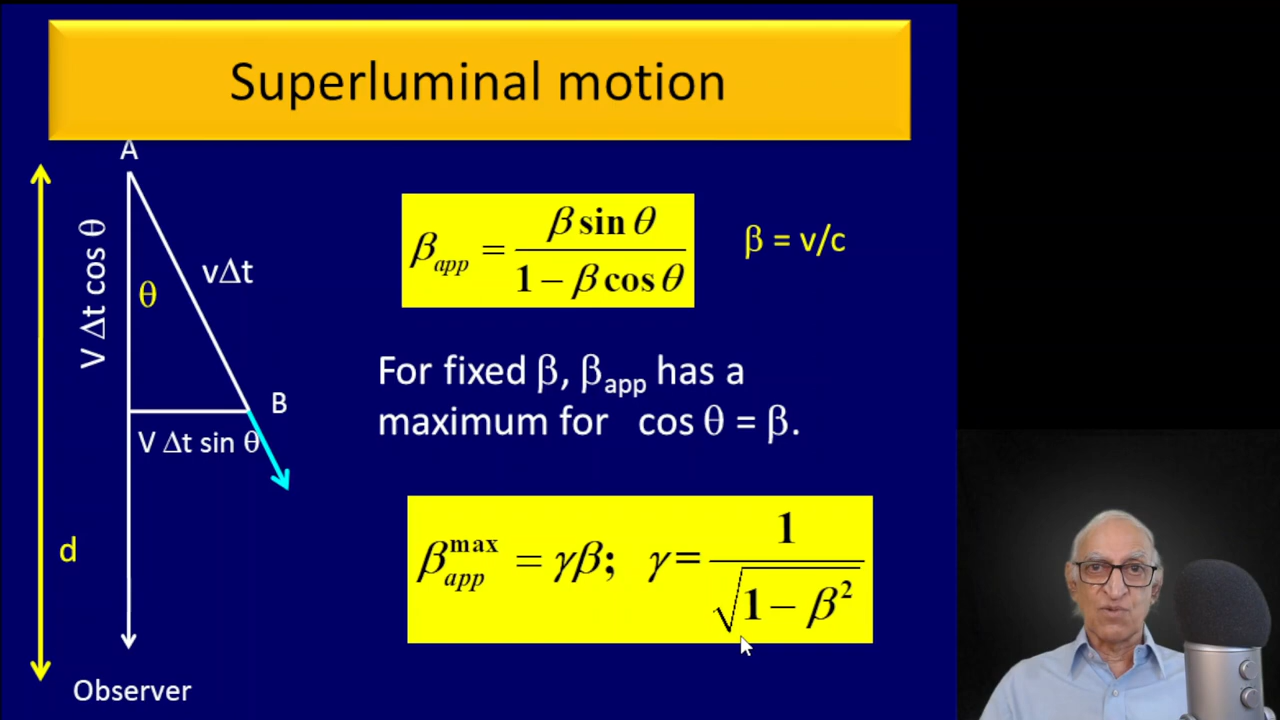 Superluminal motion
A
V Δt cos θ
θ
vΔt
B
V Δt sin θ
d
Observer
β_app = β sin θ / (1 − β cos θ)
β = v/c
For fixed β, β_app has a
maximum for cos θ = β.
β_app^max = γβ; γ = 1 / √(1 − β²)